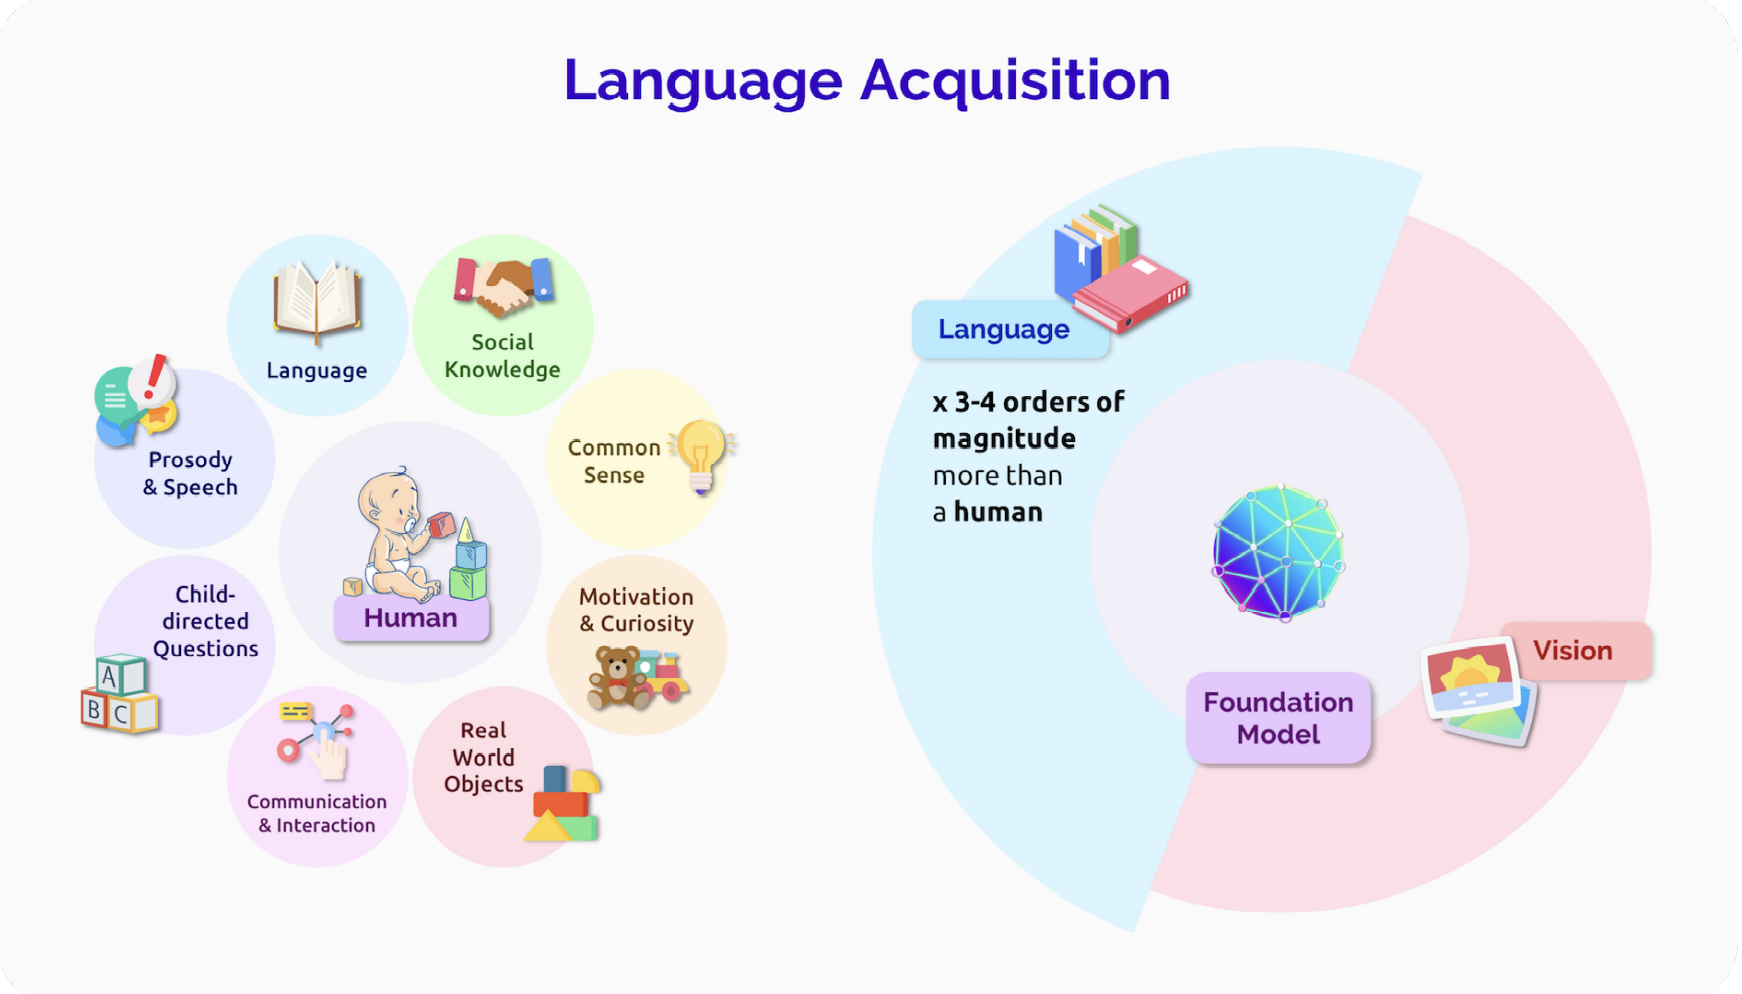 Language Acquisition
Language
Social
Knowledge
Prosody
& Speech
Common
Sense
Child-
directed
Questions
A
B C
Human
Motivation
& Curiosity
Communication
& Interaction
Real
World
Objects
Language
x 3-4 orders of
magnitude
more than
a human
Foundation
Model
Vision